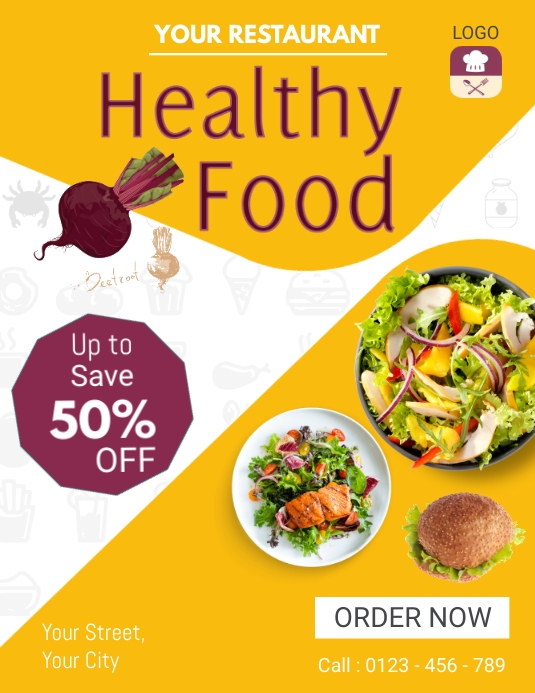 YOUR RESTAURANT
LOGO
Healthy
Food
Beetroot
Up to
Save
50%
OFF
ORDER NOW
Your Street,
Your City
Call : 0123 - 456 - 789